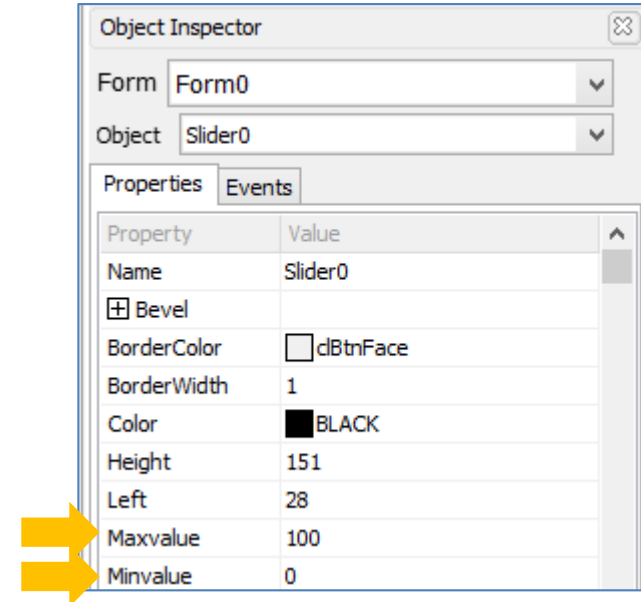 Object Inspector
Form Form0
Object Slider0
Properties Events
Property Value
Name Slider0
Bevel
BorderColor clBtnFace
BorderWidth 1
Color BLACK
Height 151
Left 28
Maxvalue 100
Minvalue 0